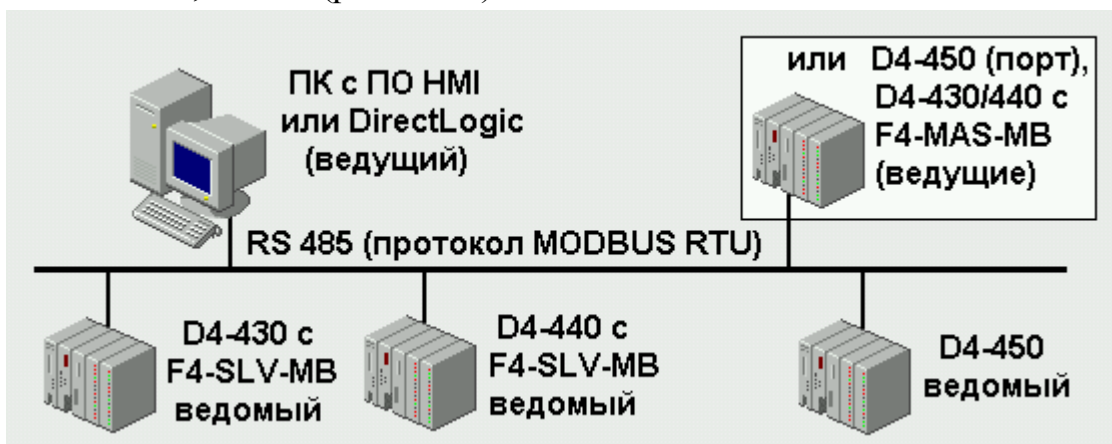 ПК с ПО HMI
или DirectLogic
(ведущий)
или D4-450 (порт),
D4-430/440 с
F4-MAS-MB
(ведущие)
RS 485 (протокол MODBUS RTU)
D4-430 с
F4-SLV-MB
ведомый
D4-440 с
F4-SLV-MB
ведомый
D4-450
ведомый